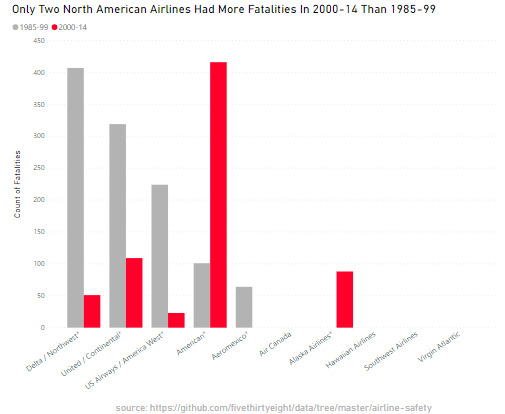 Only Two North American Airlines Had More Fatalities In 2000-14 Than 1985-99
1985-99 2000-14
450
400
350
300
250
200
150
100
50
0
Count of Fatalities
Delta / Northwest*
United / Continental*
US Airways / America West*
American*
Aeromexico*
Air Canada
Alaska Airlines*
Hawaiian Airlines
Southwest Airlines
Virgin Atlantic
source: https://github.com/fivethirtyeight/data/tree/master/airline-safety